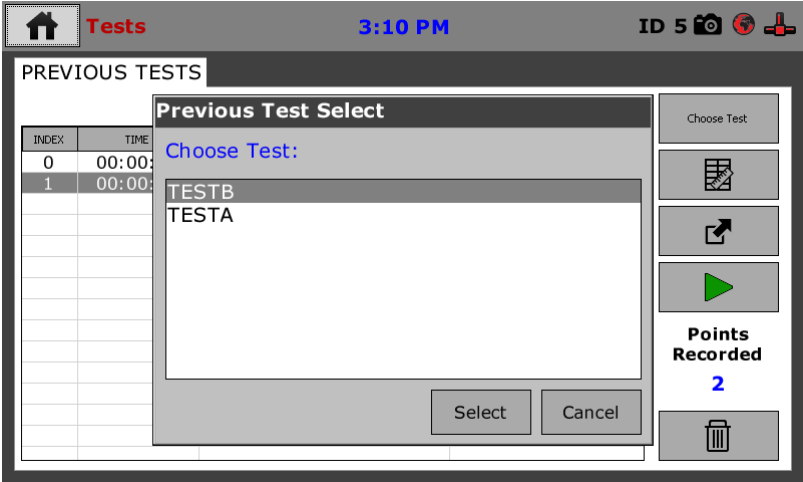 Tests
3:10 PM
ID 5
PREVIOUS TESTS
Previous Test Select
Choose Test:
TESTB
TESTA
Select
Cancel
INDEX TIME
0 00:00:
1 00:00:
Choose Test
Points
Recorded
2